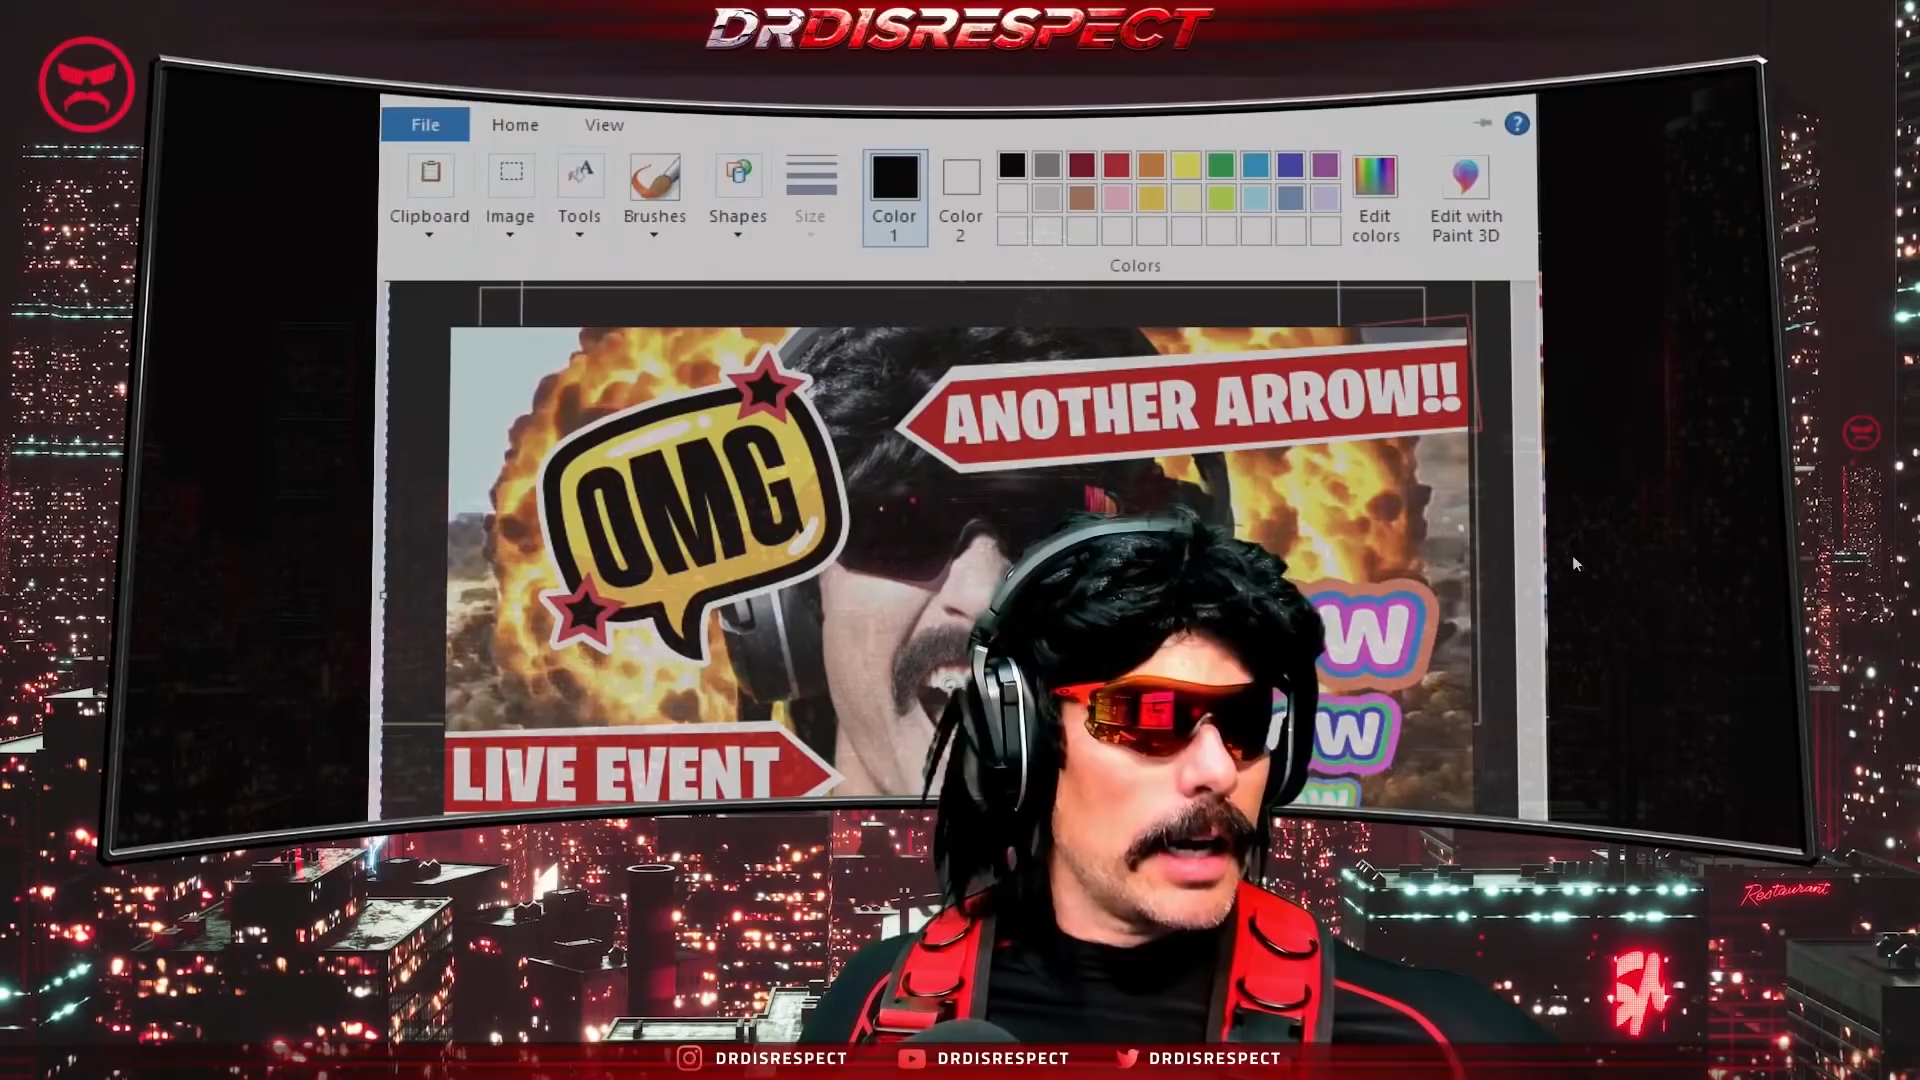 DRDISRESPECT
File Home View
?
Clipboard Image Tools Brushes Shapes Size Color 1 Color 2 Edit colors Edit with Paint 3D
Colors
ANOTHER ARROW!!
OMG
W
OW
LIVE EVENT
Restaurant
DRDISRESPECT DRDISRESPECT DRDISRESPECT